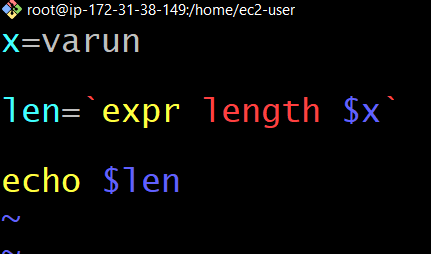 root@ip-172-31-38-149:/home/ec2-user
x=varun
len=`expr length $x`
echo $len
~
~